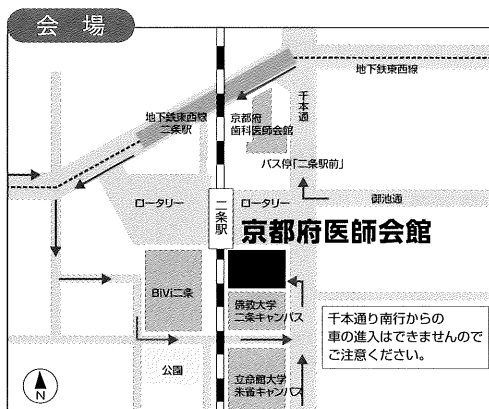 会場
地下鉄東西線
千本通
地下鉄東西線
二条駅
京都府
歯科医師会館
バス停「二条駅前」
御池通
ロータリー
二条駅
ロータリー
京都府医師会館
BiVi二条
佛教大学
二条キャンパス
千本通り南行からの
車の進入はできませんので
ご注意ください。
公園
立命館大学
朱雀キャンパス
N